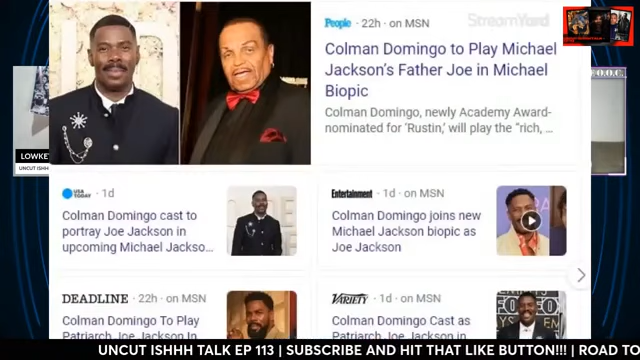 People · 22h · on MSN
StreamYard
Colman Domingo to Play Michael
Jackson's Father Joe in Michael
Biopic
Colman Domingo, newly Academy Award-
nominated for 'Rustin,' will play the "rich, ...
LOWKE
UNCUT ISHH
O.C.
USA TODAY · 1d
Colman Domingo cast to
portray Joe Jackson in
upcoming Michael Jackso...
Entertainment · 1d · on MSN
Colman Domingo joins new
Michael Jackson biopic as
Joe Jackson
DEADLINE · 22h · on MSN
Colman Domingo To Play
Patriarch Joe Jackson In
VARIETY · 1d · on MSN
Colman Domingo Cast as
Patriarch Joe Jackson in
UNCUT ISHHH TALK EP 113 | SUBSCRIBE AND HIT THAT LIKE BUTTON!!! | ROAD TO